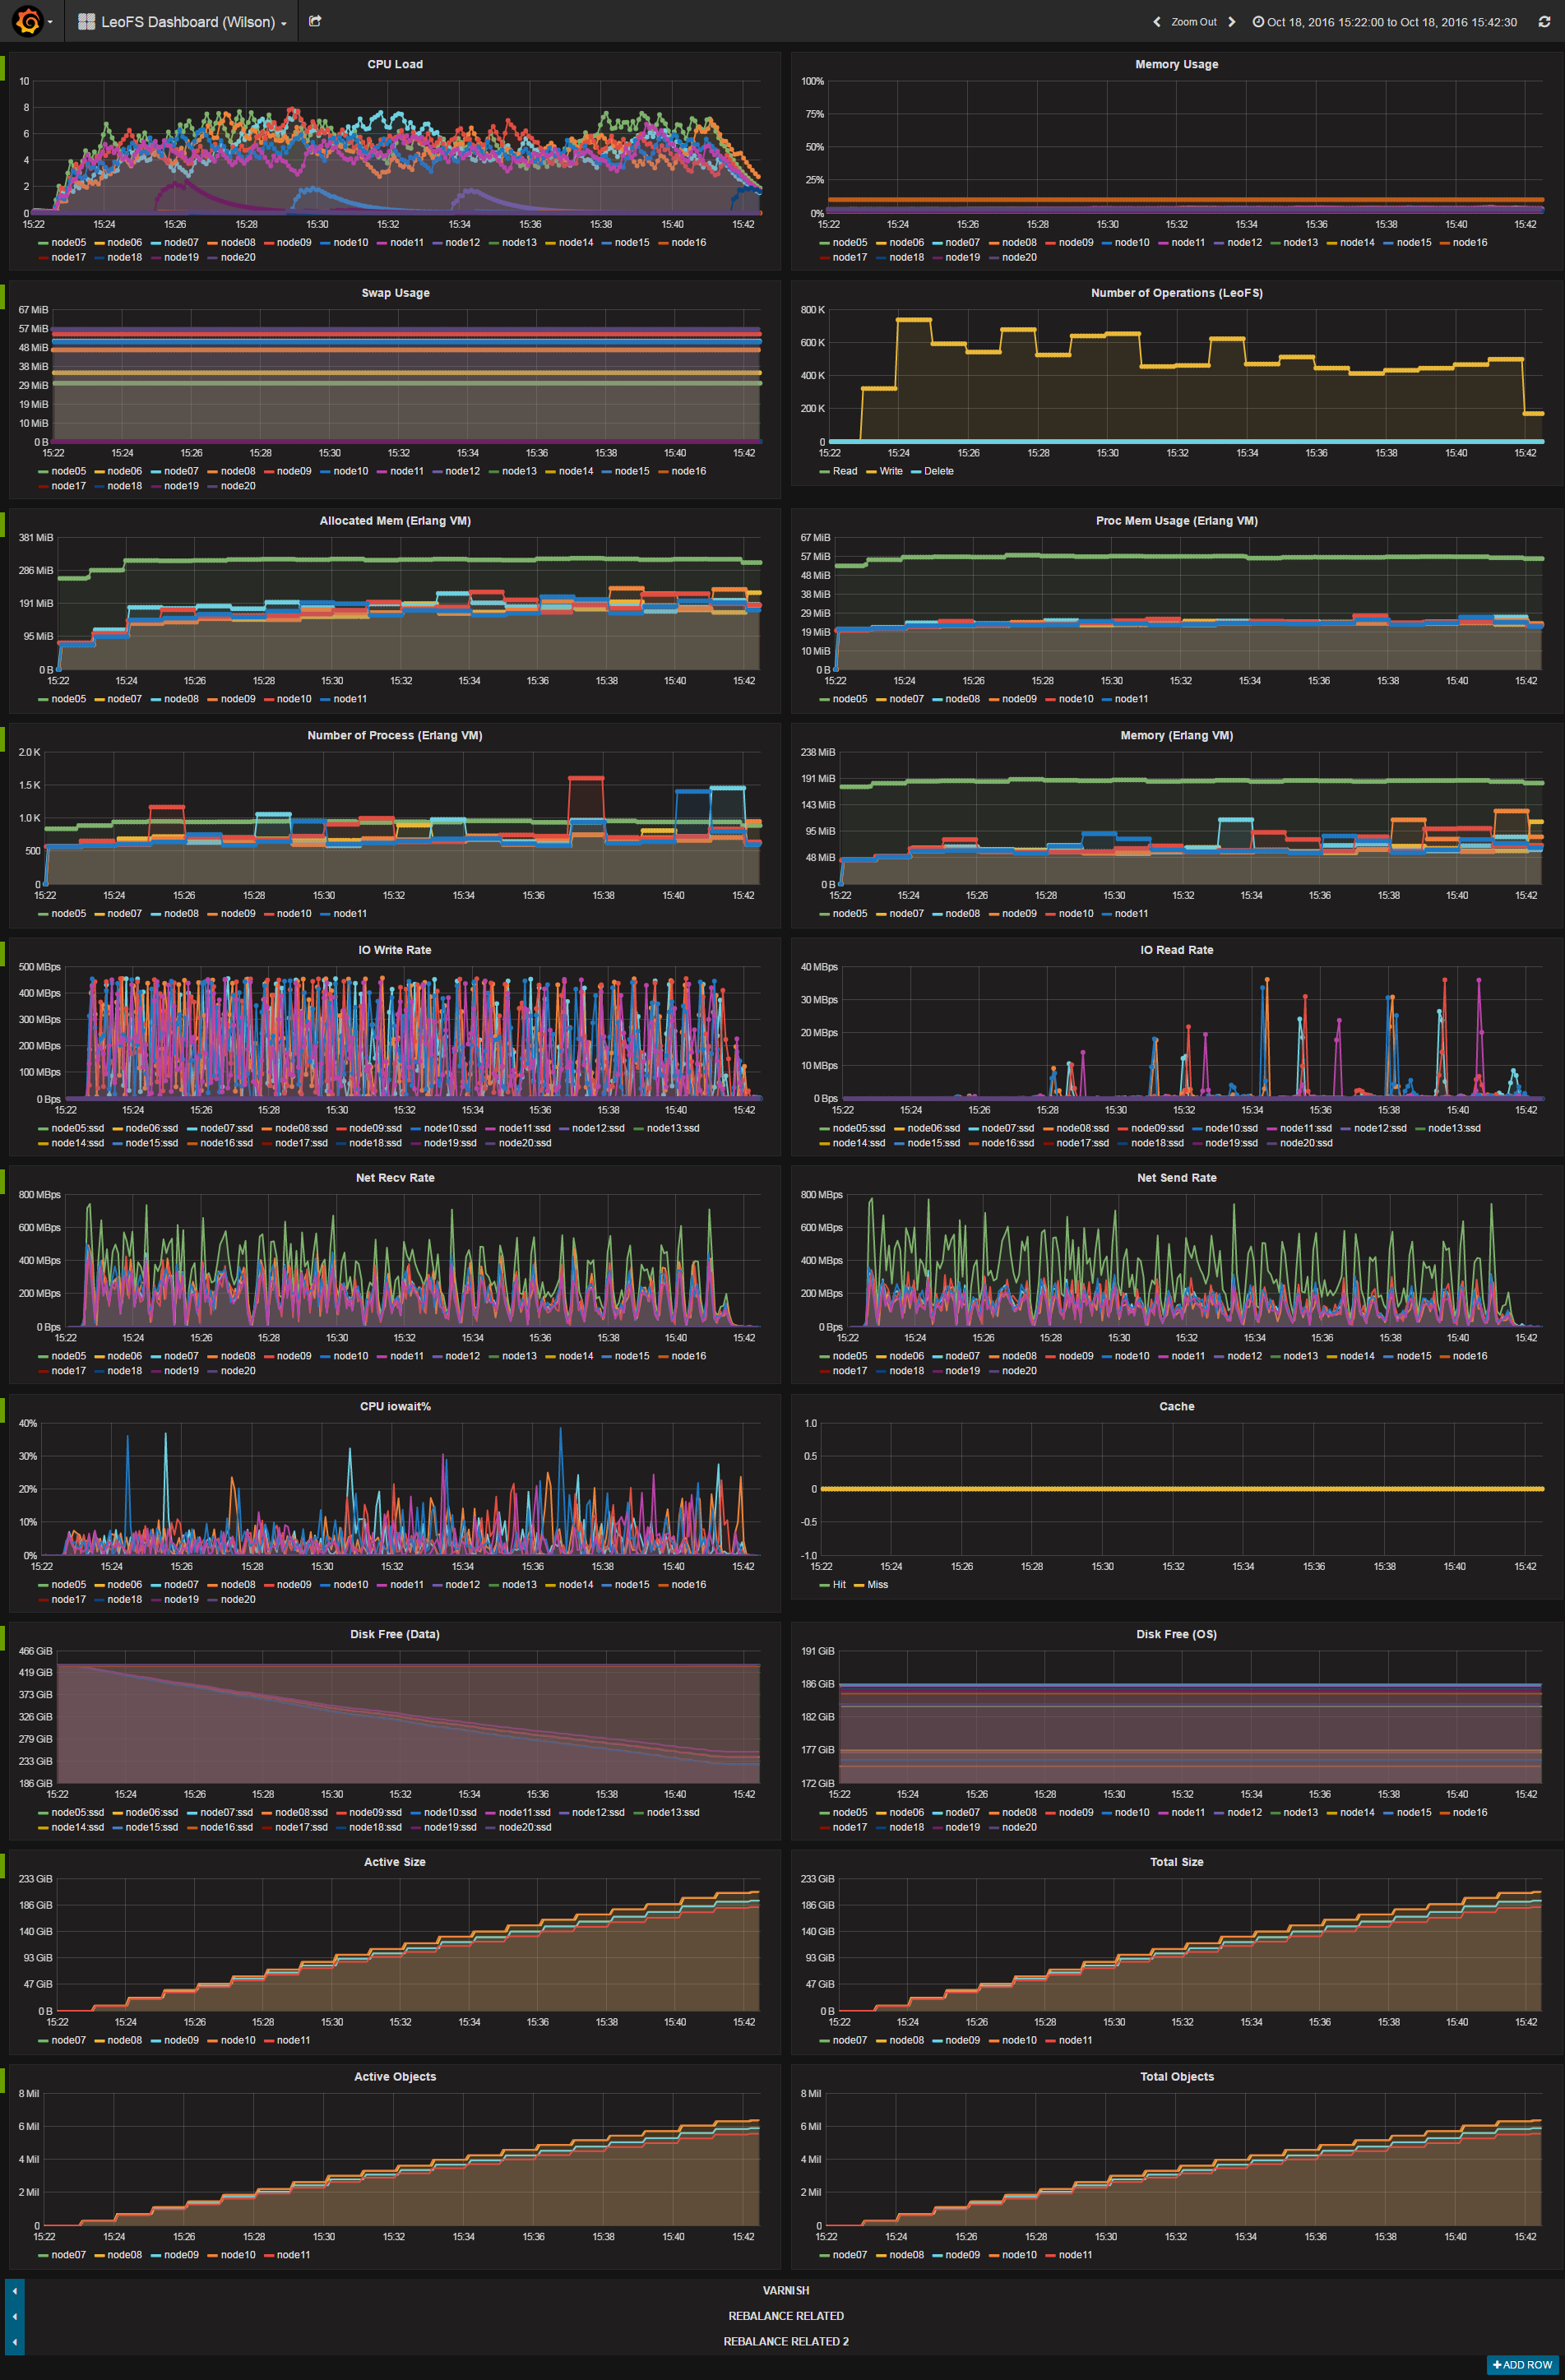 LeoFS Dashboard (Wilson)
Zoom Out
Oct 18, 2016 15:22:00 to Oct 18, 2016 15:42:30
CPU Load
10
8
6
4
2
0
15:22 15:24 15:26 15:28 15:30 15:32 15:34 15:36 15:38 15:40 15:42
node05 node06 node07 node08 node09 node10 node11 node12 node13 node14 node15 node16
node17 node18 node19 node20
Memory Usage
100%
75%
50%
25%
0%
15:22 15:24 15:26 15:28 15:30 15:32 15:34 15:36 15:38 15:40 15:42
node05 node06 node07 node08 node09 node10 node11 node12 node13 node14 node15 node16
node17 node18 node19 node20
Swap Usage
67 MiB
57 MiB
48 MiB
38 MiB
29 MiB
19 MiB
10 MiB
0 B
15:22 15:24 15:26 15:28 15:30 15:32 15:34 15:36 15:38 15:40 15:42
node05 node06 node07 node08 node09 node10 node11 node12 node13 node14 node15 node16
node17 node18 node19 node20
Number of Operations (LeoFS)
800 K
600 K
400 K
200 K
0
15:22 15:24 15:26 15:28 15:30 15:32 15:34 15:36 15:38 15:40 15:42
Read Write Delete
Allocated Mem (Erlang VM)
381 MiB
286 MiB
191 MiB
95 MiB
0 B
15:22 15:24 15:26 15:28 15:30 15:32 15:34 15:36 15:38 15:40 15:42
node05 node07 node08 node09 node10 node11
Proc Mem Usage (Erlang VM)
67 MiB
57 MiB
48 MiB
38 MiB
29 MiB
19 MiB
10 MiB
0 B
15:22 15:24 15:26 15:28 15:30 15:32 15:34 15:36 15:38 15:40 15:42
node05 node07 node08 node09 node10 node11
Number of Process (Erlang VM)
2.0 K
1.5 K
1.0 K
500
0
15:22 15:24 15:26 15:28 15:30 15:32 15:34 15:36 15:38 15:40 15:42
node05 node07 node08 node09 node10 node11
Memory (Erlang VM)
238 MiB
191 MiB
143 MiB
95 MiB
48 MiB
0 B
15:22 15:24 15:26 15:28 15:30 15:32 15:34 15:36 15:38 15:40 15:42
node05 node07 node08 node09 node10 node11
IO Write Rate
500 MBps
400 MBps
300 MBps
200 MBps
100 MBps
0 Bps
15:22 15:24 15:26 15:28 15:30 15:32 15:34 15:36 15:38 15:40 15:42
node05:ssd node06:ssd node07:ssd node08:ssd node09:ssd node10:ssd node11:ssd node12:ssd node13:ssd
node14:ssd node15:ssd node16:ssd node17:ssd node18:ssd node19:ssd node20:ssd
IO Read Rate
40 MBps
30 MBps
20 MBps
10 MBps
0 Bps
15:22 15:24 15:26 15:28 15:30 15:32 15:34 15:36 15:38 15:40 15:42
node05:ssd node06:ssd node07:ssd node08:ssd node09:ssd node10:ssd node11:ssd node12:ssd node13:ssd
node14:ssd node15:ssd node16:ssd node17:ssd node18:ssd node19:ssd node20:ssd
Net Recv Rate
800 MBps
600 MBps
400 MBps
200 MBps
0 Bps
15:22 15:24 15:26 15:28 15:30 15:32 15:34 15:36 15:38 15:40 15:42
node05 node06 node07 node08 node09 node10 node11 node12 node13 node14 node15 node16
node17 node18 node19 node20
Net Send Rate
800 MBps
600 MBps
400 MBps
200 MBps
0 Bps
15:22 15:24 15:26 15:28 15:30 15:32 15:34 15:36 15:38 15:40 15:42
node05 node06 node07 node08 node09 node10 node11 node12 node13 node14 node15 node16
node17 node18 node19 node20
CPU iowait%
40%
30%
20%
10%
0%
15:22 15:24 15:26 15:28 15:30 15:32 15:34 15:36 15:38 15:40 15:42
node05 node06 node07 node08 node09 node10 node11 node12 node13 node14 node15 node16
node17 node18 node19 node20
Cache
1.0
0.5
0
-0.5
-1.0
15:22 15:24 15:26 15:28 15:30 15:32 15:34 15:36 15:38 15:40 15:42
Hit Miss
Disk Free (Data)
466 GiB
419 GiB
373 GiB
326 GiB
279 GiB
233 GiB
186 GiB
15:22 15:24 15:26 15:28 15:30 15:32 15:34 15:36 15:38 15:40 15:42
node05:ssd node06:ssd node07:ssd node08:ssd node09:ssd node10:ssd node11:ssd node12:ssd node13:ssd
node14:ssd node15:ssd node16:ssd node17:ssd node18:ssd node19:ssd node20:ssd
Disk Free (OS)
191 GiB
186 GiB
182 GiB
177 GiB
172 GiB
15:22 15:24 15:26 15:28 15:30 15:32 15:34 15:36 15:38 15:40 15:42
node05 node06 node07 node08 node09 node10 node11 node12 node13 node14 node15 node16
node17 node18 node19 node20
Active Size
233 GiB
186 GiB
140 GiB
93 GiB
47 GiB
0 B
15:22 15:24 15:26 15:28 15:30 15:32 15:34 15:36 15:38 15:40 15:42
node07 node08 node09 node10 node11
Total Size
233 GiB
186 GiB
140 GiB
93 GiB
47 GiB
0 B
15:22 15:24 15:26 15:28 15:30 15:32 15:34 15:36 15:38 15:40 15:42
node07 node08 node09 node10 node11
Active Objects
8 Mil
6 Mil
4 Mil
2 Mil
0
15:22 15:24 15:26 15:28 15:30 15:32 15:34 15:36 15:38 15:40 15:42
node07 node08 node09 node10 node11
Total Objects
8 Mil
6 Mil
4 Mil
2 Mil
0
15:22 15:24 15:26 15:28 15:30 15:32 15:34 15:36 15:38 15:40 15:42
node07 node08 node09 node10 node11
VARNISH
REBALANCE RELATED
REBALANCE RELATED 2
+ADD ROW